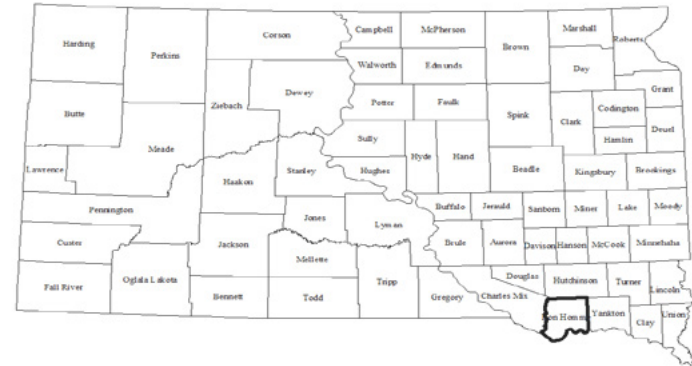 Harding
Perkins
Corson
Campbell
McPherson
Brown
Marshall
Roberts
Walworth
Edmunds
Day
Dewey
Ziebach
Potter
Faulk
Spink
Clark
Codington
Grant
Butte
Meade
Hamlin
Deuel
Sully
Hyde
Hand
Beadle
Kingsbury
Brookings
Lawrence
Haakon
Stanley
Hughes
Pennington
Jones
Lyman
Buffalo
Jerauld
Sanborn
Miner
Lake
Moody
Custer
Jackson
Mellette
Brule
Aurora
Davison
Hanson
McCook
Minnehaha
Fall River
Oglala Lakota
Bennett
Todd
Tripp
Gregory
Charles Mix
Douglas
Hutchinson
Turner
Lincoln
Bon Homme
Yankton
Clay
Union